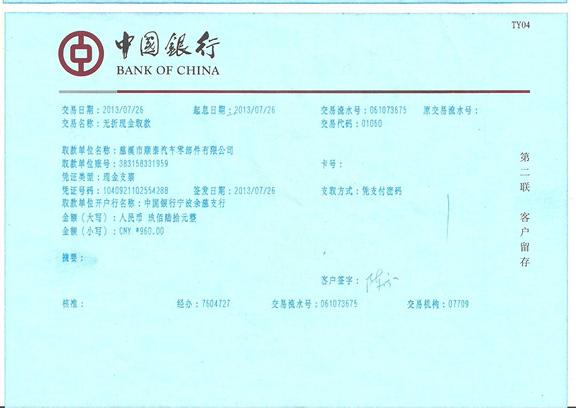 TY04
中國銀行
BANK OF CHINA
交易日期：2013/07/26 起息日期：2013/07/26 交易流水号：061073675 原交易流水号：
交易名称：无折现金取款 交易代码：01060
取款单位名称：慈溪市顺泰汽车零部件有限公司
取款单位账号：383158331959 卡号：
凭证类型：现金支票
凭证号码：1040921102554288 签发日期：2013/07/26 支取方式：凭支付密码
取款单位开户行名称：中国银行宁波余慈支行
金额（大写）：人民币 玖佰陆拾元整
金额（小写）：CNY *960.00
摘要：
客户签字：
核准： 经办：7604727 交易流水号：061073675 交易机构：07709
第二联 客户留存